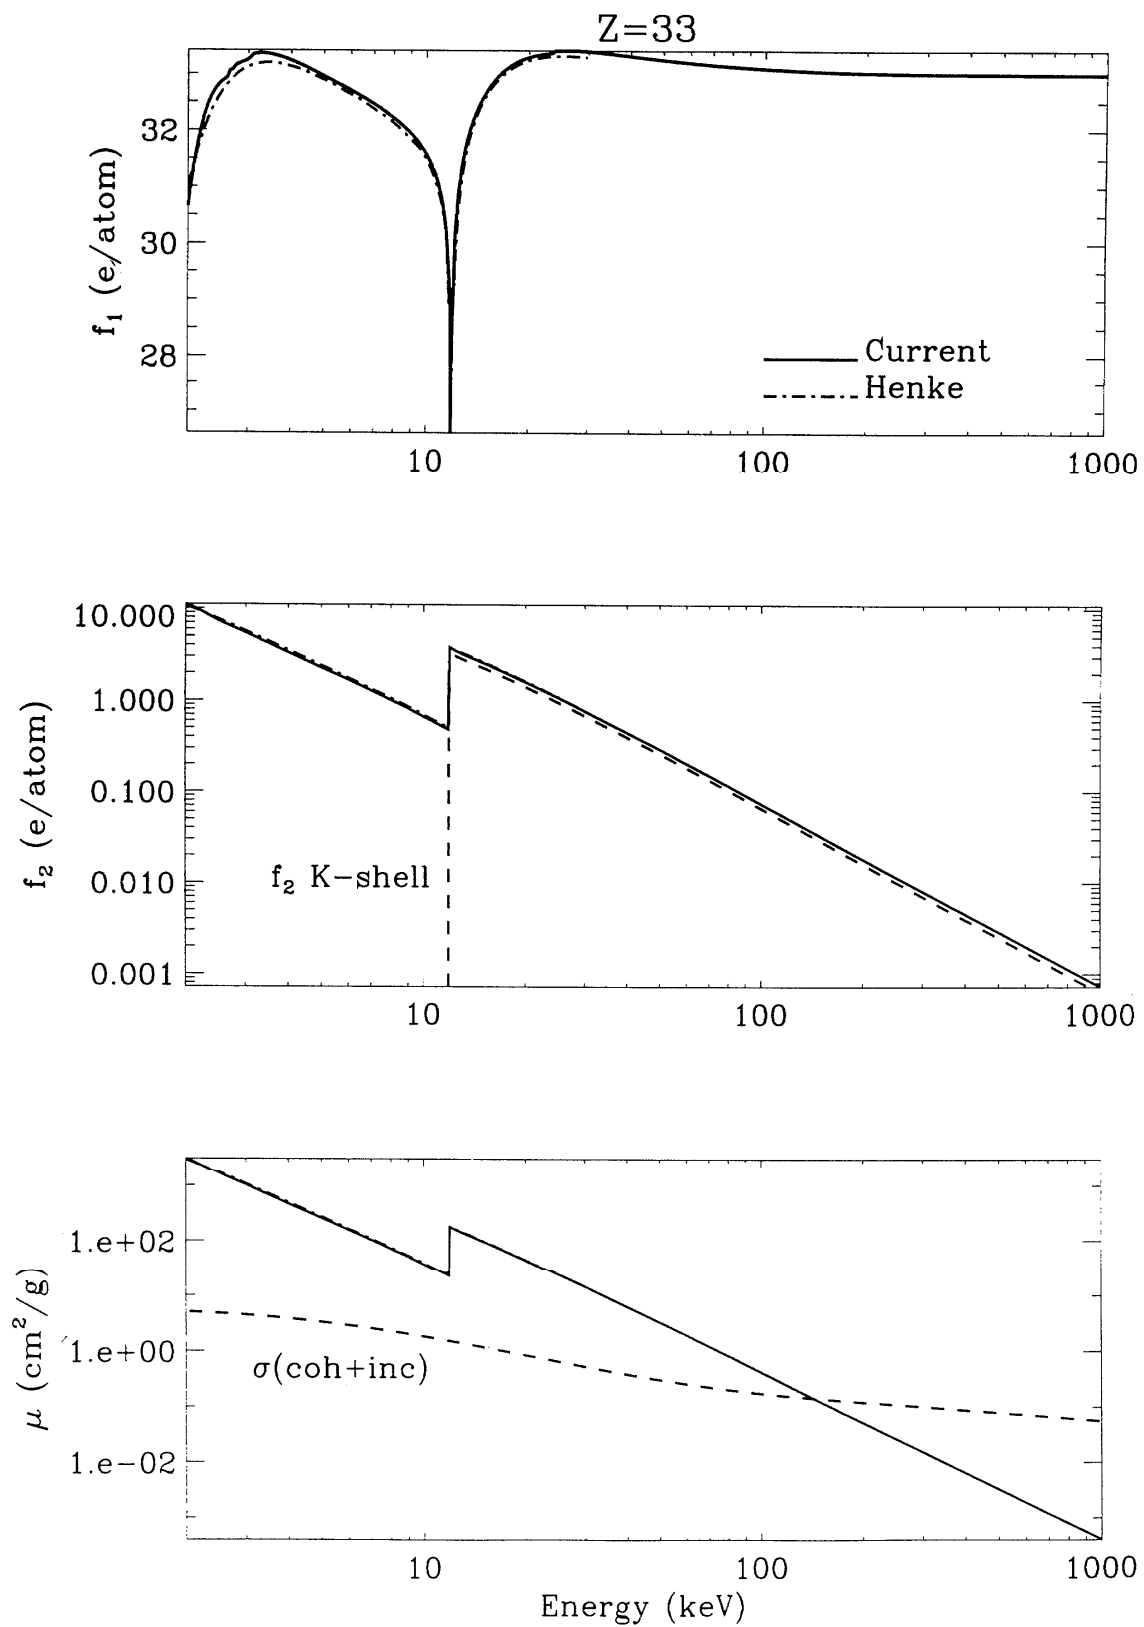 Z=33
32
30
28
f₁ (e/atom)
Current
Henke
10
100
1000
10.000
1.000
0.100
0.010
0.001
f₂ (e/atom)
f₂ K-shell
10
100
1000
1.e+02
1.e+00
1.e-02
μ (cm²/g)
σ(coh+inc)
10
100
1000
Energy (keV)